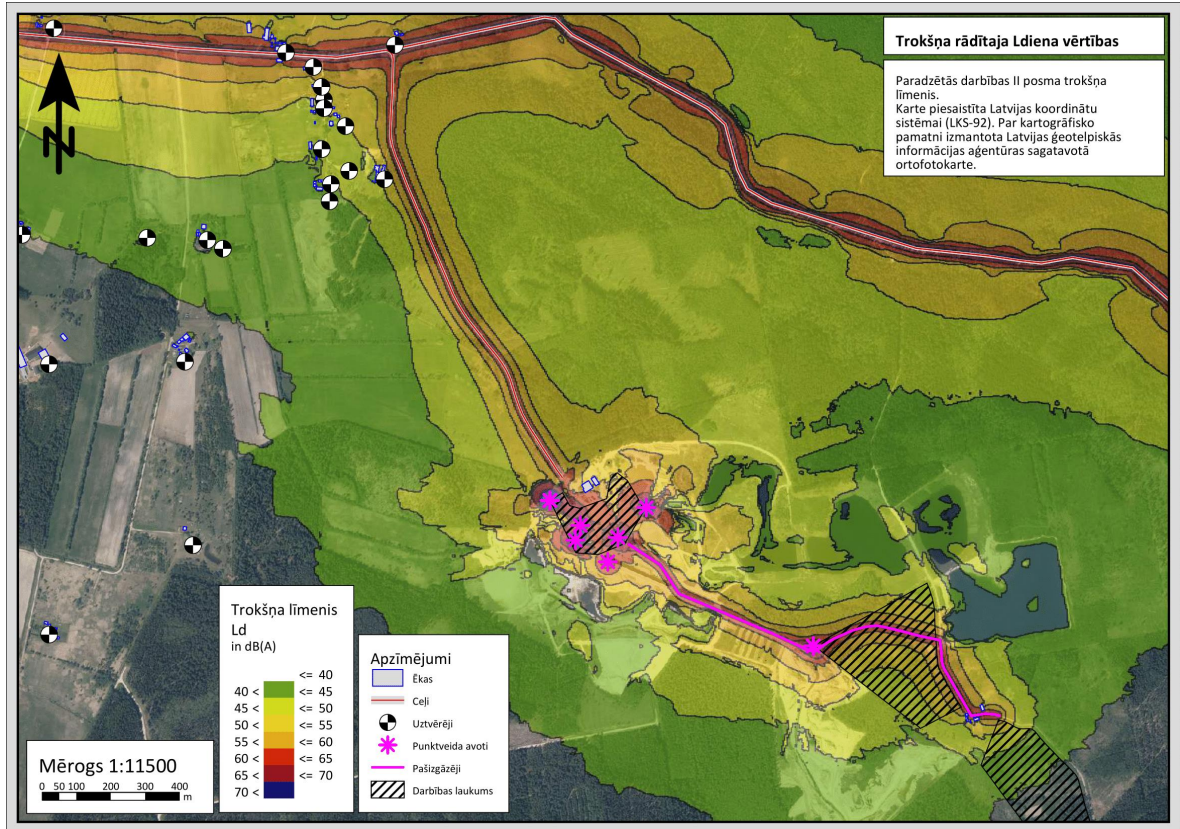 Trokšņa rādītaja Ldiena vērtības
Paradzētās darbības II posma trokšņa
līmenis.
Karte piesaistīta Latvijas koordinātu
sistēmai (LKS-92). Par kartogrāfisko
pamatni izmantota Latvijas ģeotelpiskās
informācijas aģentūras sagatavotā
ortofotokarte.
N
Trokšņa līmenis
Ld
in dB(A)
<= 40
40 < <= 45
45 < <= 50
50 < <= 55
55 < <= 60
60 < <= 65
65 < <= 70
70 <
Apzīmējumi
Ēkas
Ceļi
Uztvērēji
Punktveida avoti
Pašizgāzēji
Darbības laukums
Mērogs 1:11500
0 50 100 200 300 400
m